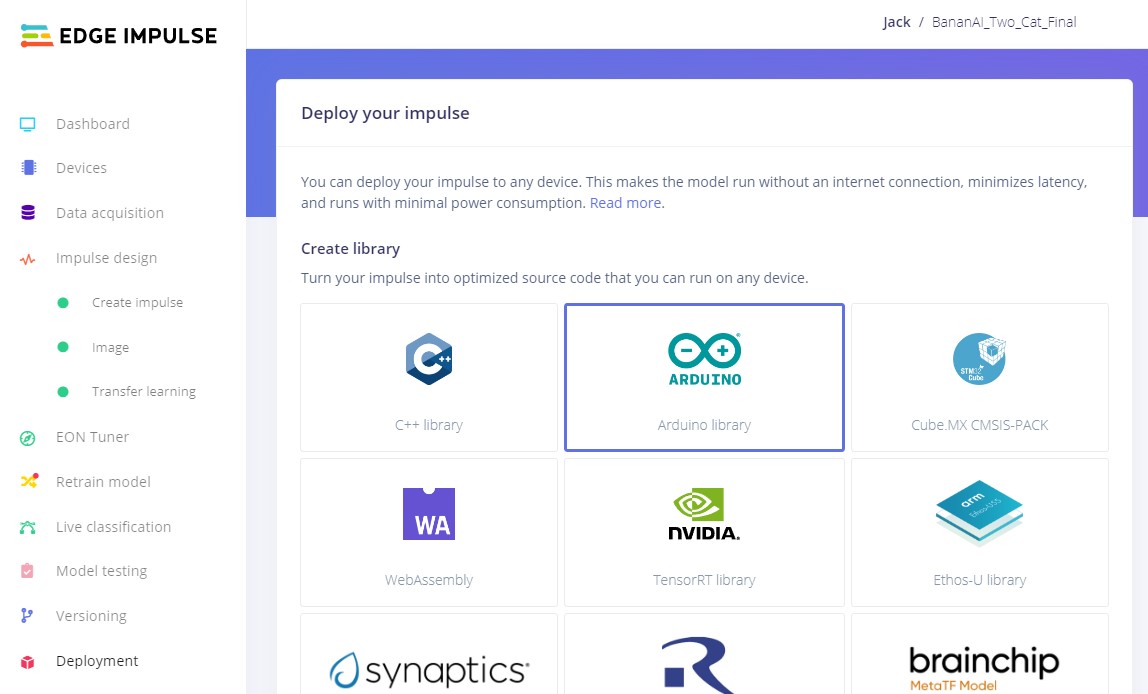 EDGE IMPULSE
Jack / BananAI_Two_Cat_Final
Dashboard
Devices
Data acquisition
Impulse design
Create impulse
Image
Transfer learning
EON Tuner
Retrain model
Live classification
Model testing
Versioning
Deployment
Deploy your impulse
You can deploy your impulse to any device. This makes the model run without an internet connection, minimizes latency,
and runs with minimal power consumption. Read more.
Create library
Turn your impulse into optimized source code that you can run on any device.
C++
C++ library
ARDUINO
Arduino library
STM32
Cube
Cube.MX CMSIS-PACK
WA
WebAssembly
NVIDIA.
TensorRT library
arm
Ethos-U55
Ethos-U library
synaptics
R
brainchip
MetaTF Model